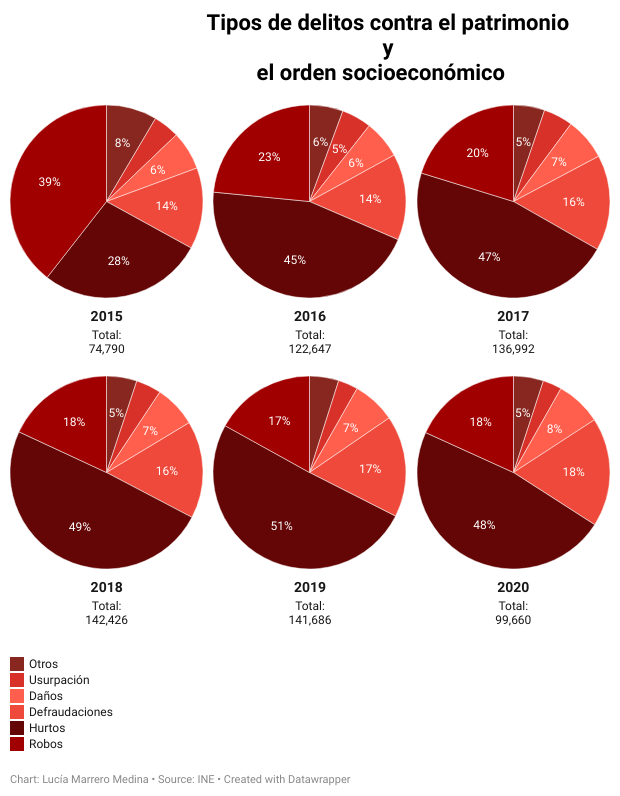 Tipos de delitos contra el patrimonio
y
el orden socioeconómico
8%
6%
14%
28%
39%
2015
Total:
74,790
6%
5%
6%
14%
45%
23%
2016
Total:
122,647
5%
7%
16%
47%
20%
2017
Total:
136,992
5%
7%
16%
49%
18%
2018
Total:
142,426
7%
17%
51%
17%
2019
Total:
141,686
5%
8%
18%
48%
18%
2020
Total:
99,660
Otros
Usurpación
Daños
Defraudaciones
Hurtos
Robos
Chart: Lucía Marrero Medina • Source: INE • Created with Datawrapper